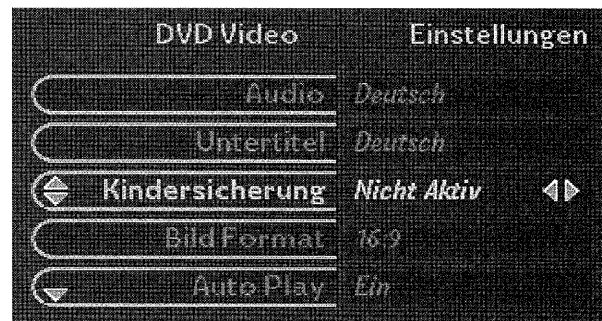 DVD Video Einstellungen
Audio Deutsch
Untertitel Deutsch
Kindersicherung Nicht Aktiv
Bild Format 16:9
Auto Play Ein